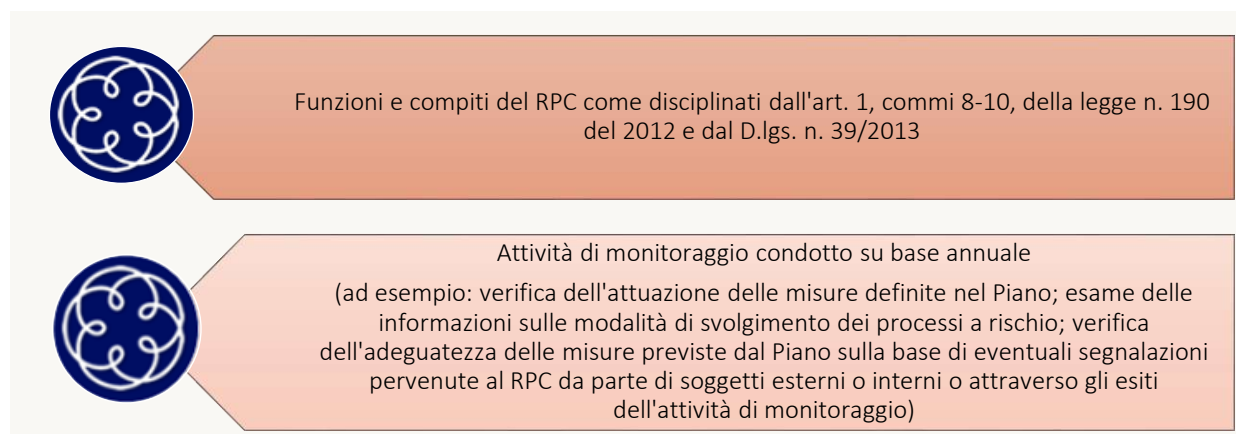 Funzioni e compiti del RPC come disciplinati dall'art. 1, commi 8-10, della legge n. 190
del 2012 e dal D.lgs. n. 39/2013
Attività di monitoraggio condotto su base annuale
(ad esempio: verifica dell'attuazione delle misure definite nel Piano; esame delle
informazioni sulle modalità di svolgimento dei processi a rischio; verifica
dell'adeguatezza delle misure previste dal Piano sulla base di eventuali segnalazioni
pervenute al RPC da parte di soggetti esterni o interni o attraverso gli esiti
dell'attività di monitoraggio)